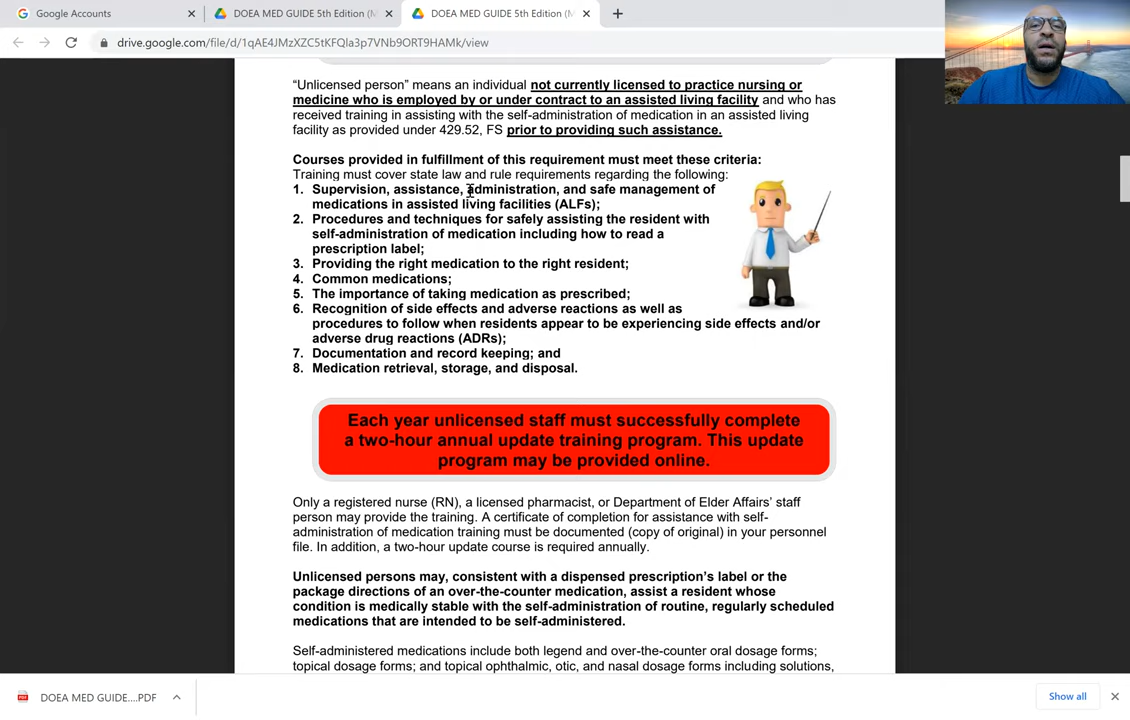 Google Accounts
DOEA MED GUIDE 5th Edition (M
DOEA MED GUIDE 5th Edition (M
drive.google.com/file/d/1qAE4JMzXZC5tKFQla3p7VNb9ORT9HAMk/view
“Unlicensed person” means an individual not currently licensed to practice nursing or
medicine who is employed by or under contract to an assisted living facility and who has
received training in assisting with the self-administration of medication in an assisted living
facility as provided under 429.52, FS prior to providing such assistance.
Courses provided in fulfillment of this requirement must meet these criteria:
Training must cover state law and rule requirements regarding the following:
1. Supervision, assistance, administration, and safe management of
medications in assisted living facilities (ALFs);
2. Procedures and techniques for safely assisting the resident with
self-administration of medication including how to read a
prescription label;
3. Providing the right medication to the right resident;
4. Common medications;
5. The importance of taking medication as prescribed;
6. Recognition of side effects and adverse reactions as well as
procedures to follow when residents appear to be experiencing side effects and/or
adverse drug reactions (ADRs);
7. Documentation and record keeping; and
8. Medication retrieval, storage, and disposal.
Each year unlicensed staff must successfully complete
a two-hour annual update training program. This update
program may be provided online.
Only a registered nurse (RN), a licensed pharmacist, or Department of Elder Affairs’ staff
person may provide the training. A certificate of completion for assistance with self-
administration of medication training must be documented (copy of original) in your personnel
file. In addition, a two-hour update course is required annually.
Unlicensed persons may, consistent with a dispensed prescription’s label or the
package directions of an over-the-counter medication, assist a resident whose
condition is medically stable with the self-administration of routine, regularly scheduled
medications that are intended to be self-administered.
Self-administered medications include both legend and over-the-counter oral dosage forms;
topical dosage forms; and topical ophthalmic, otic, and nasal dosage forms including solutions,
DOEA MED GUIDE....PDF
Show all